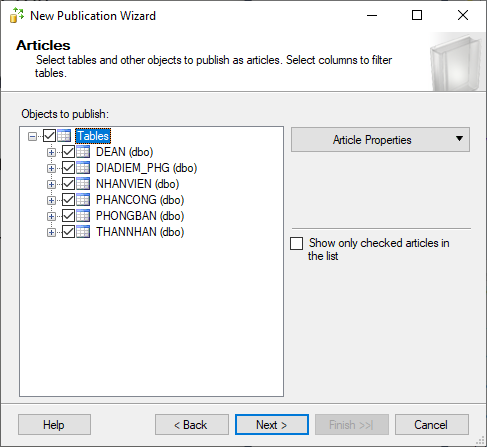 New Publication Wizard
Articles
Select tables and other objects to publish as articles. Select columns to filter
tables.
Objects to publish:
Tables
DEAN (dbo)
DIADIEM_PHG (dbo)
NHANVIEN (dbo)
PHANCONG (dbo)
PHONGBAN (dbo)
THANNHAN (dbo)
Article Properties
Show only checked articles in
the list
Help
< Back
Next >
Finish >>|
Cancel